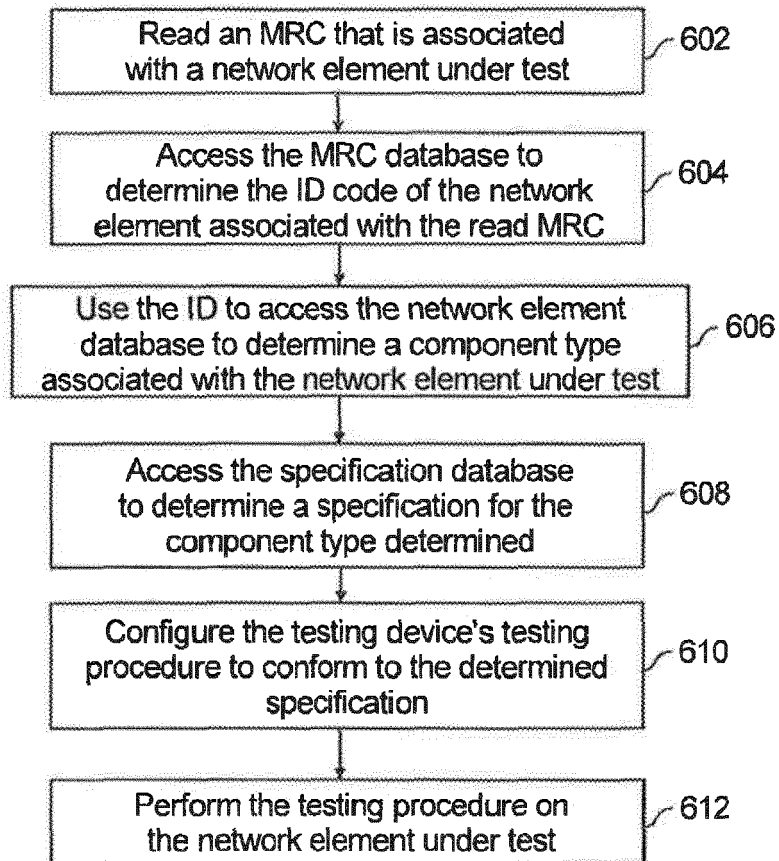 Read an MRC that is associated
with a network element under test
602
Access the MRC database to
determine the ID code of the network
element associated with the read MRC
604
Use the ID to access the network element
database to determine a component type
associated with the network element under test
606
Access the specification database
to determine a specification for the
component type determined
608
Configure the testing device's testing
procedure to conform to the determined
specification
610
Perform the testing procedure on
the network element under test
612